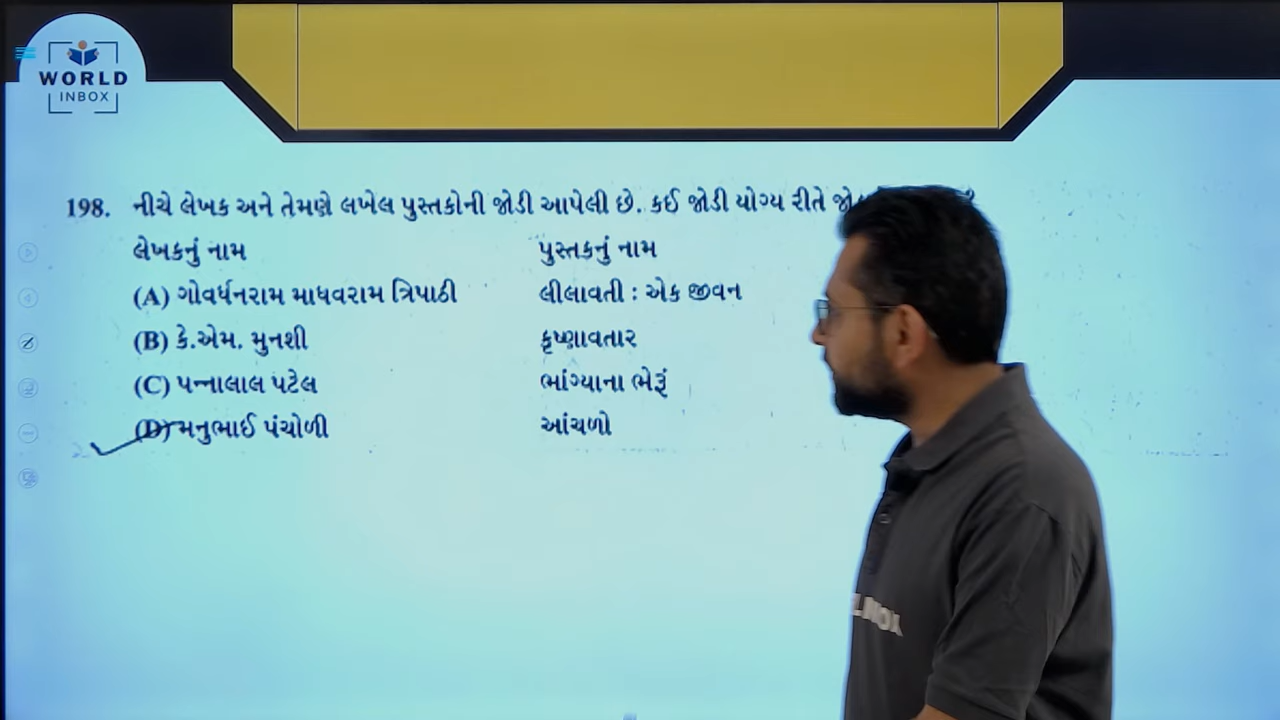 WORLD
INBOX
198. નીચે લેખક અને તેમણે લખેલ પુસ્તકોની જોડી આપેલી છે. કઈ જોડી યોગ્ય રીતે
લેખકનું નામ પુસ્તકનું નામ
(A) ગોવર્ધનરામ માધવરામ ત્રિપાઠી લીલાવતી : એક જીવન
(B) કે.એમ. મુનશી કૃષ્ણાવતાર
(C) પન્નાલાલ પટેલ ભાંગ્યાના ભેરૂં
(D) મનુભાઈ પંચોળી આંચળો